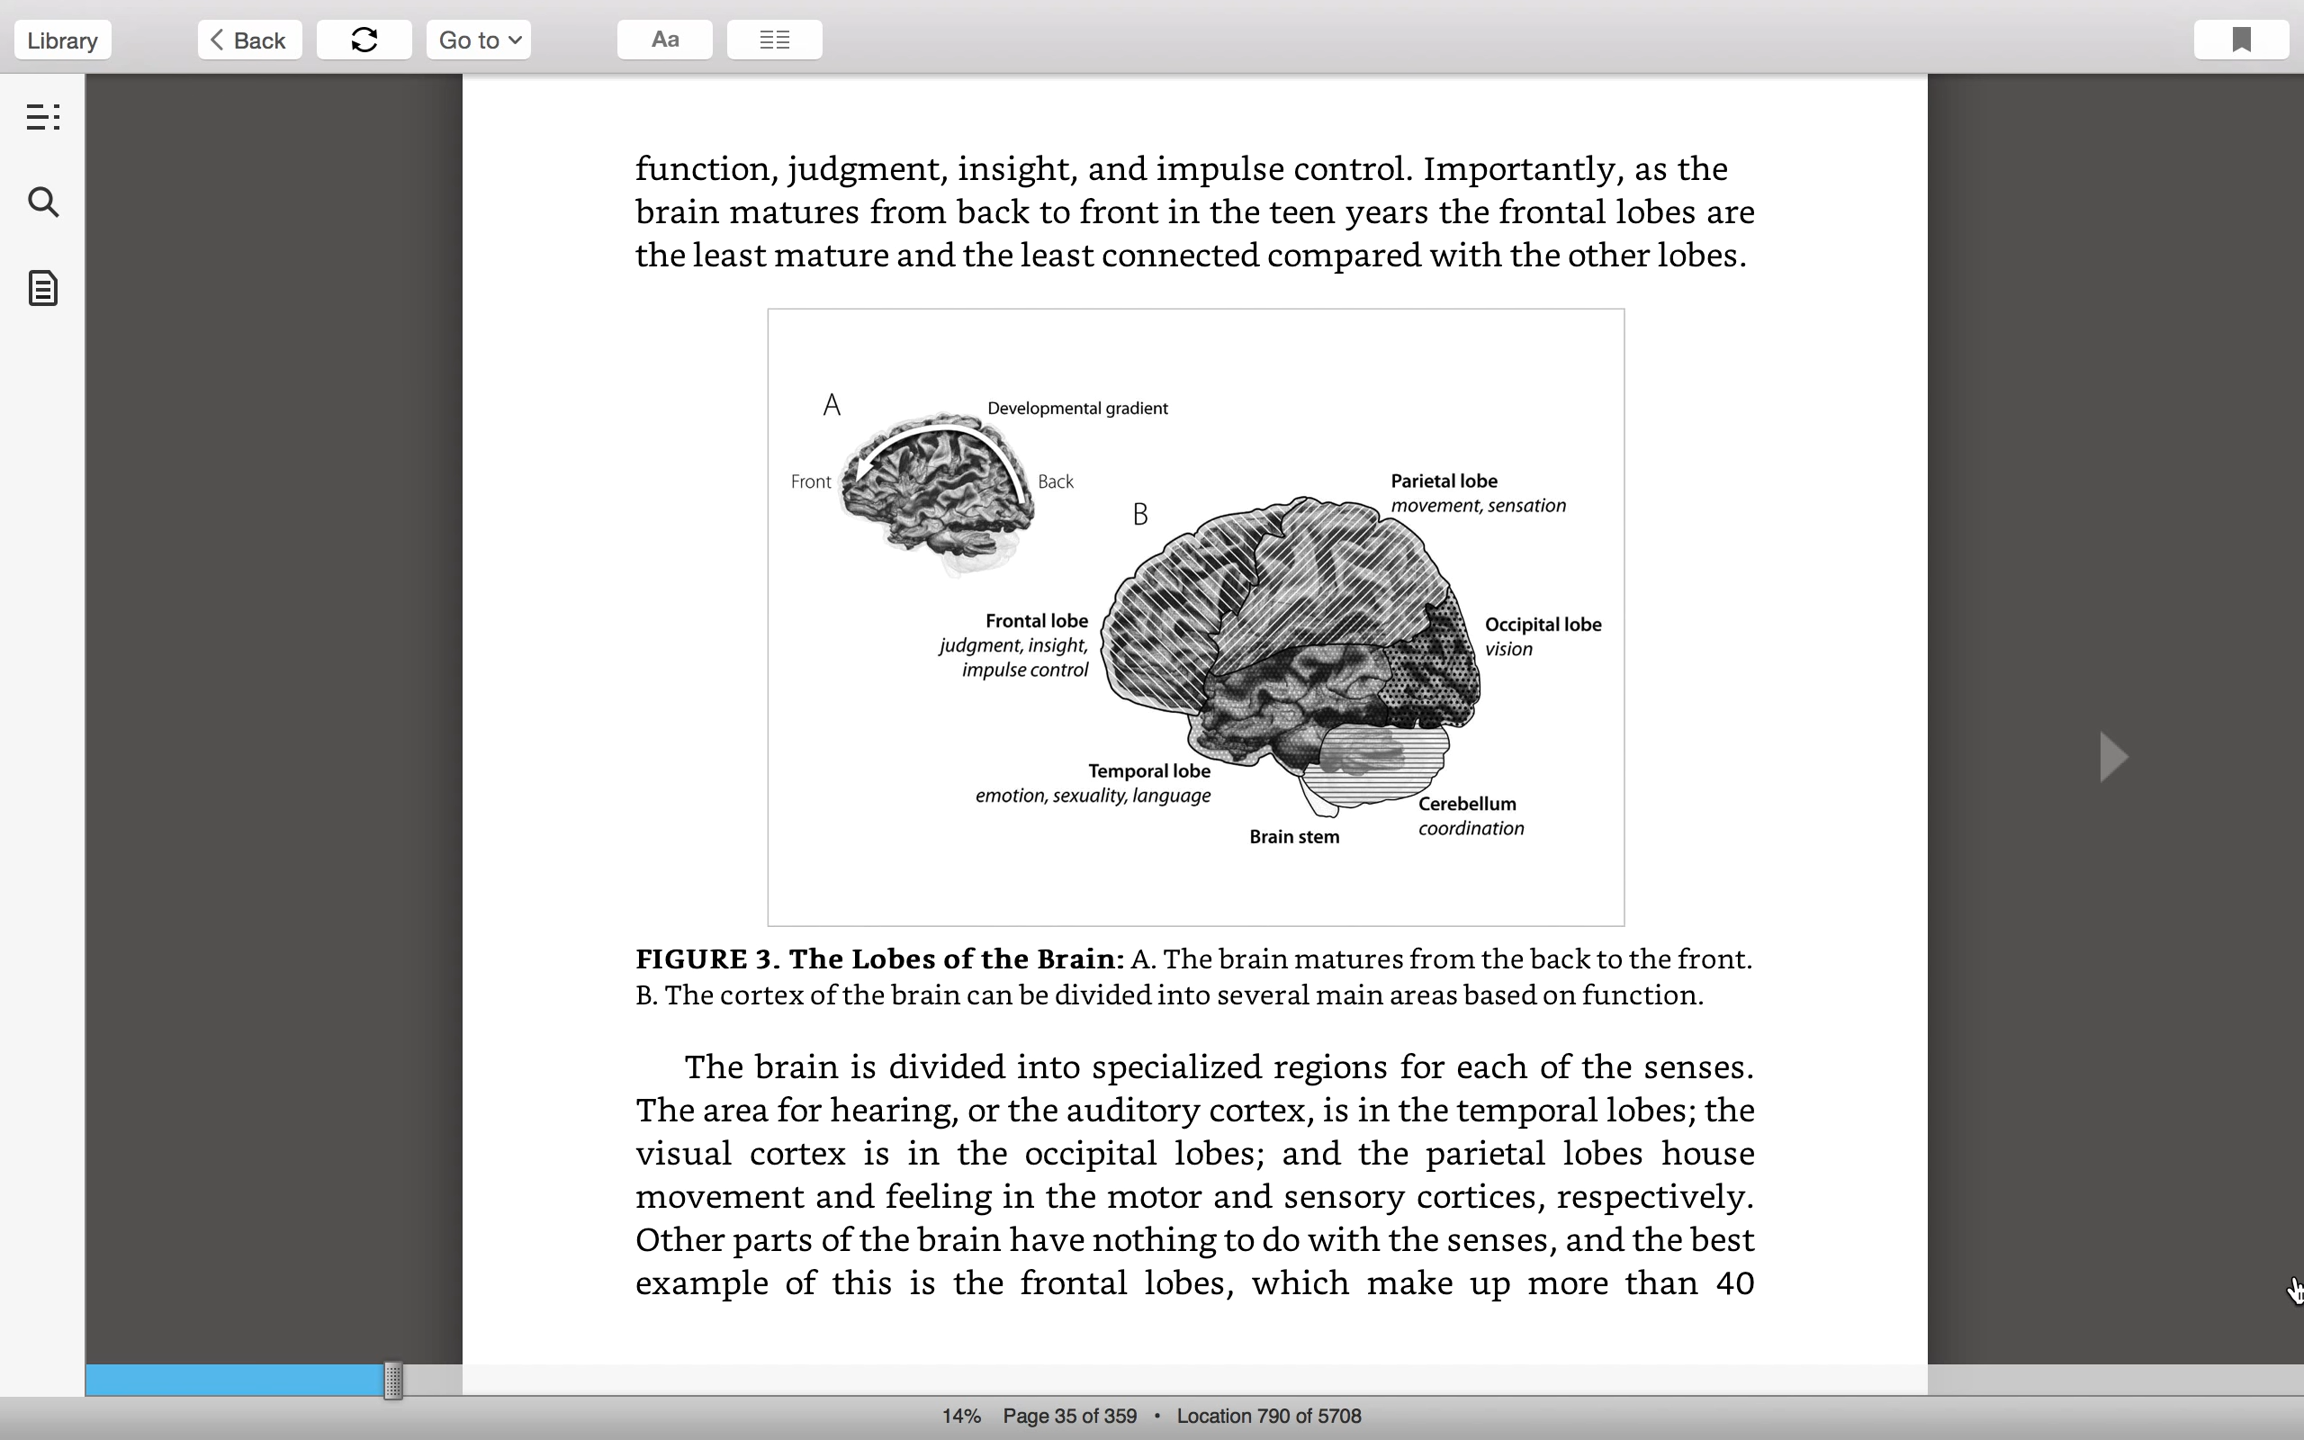 Library
Back
Go to
Aa
function, judgment, insight, and impulse control. Importantly, as the
brain matures from back to front in the teen years the frontal lobes are
the least mature and the least connected compared with the other lobes.
A
Developmental gradient
Front
Back
B
Parietal lobe
movement, sensation
Frontal lobe
judgment, insight,
impulse control
Occipital lobe
vision
Temporal lobe
emotion, sexuality, language
Cerebellum
coordination
Brain stem
FIGURE 3. The Lobes of the Brain: A. The brain matures from the back to the front.
B. The cortex of the brain can be divided into several main areas based on function.
The brain is divided into specialized regions for each of the senses.
The area for hearing, or the auditory cortex, is in the temporal lobes; the
visual cortex is in the occipital lobes; and the parietal lobes house
movement and feeling in the motor and sensory cortices, respectively.
Other parts of the brain have nothing to do with the senses, and the best
example of this is the frontal lobes, which make up more than 40
14% Page 35 of 359 • Location 790 of 5708